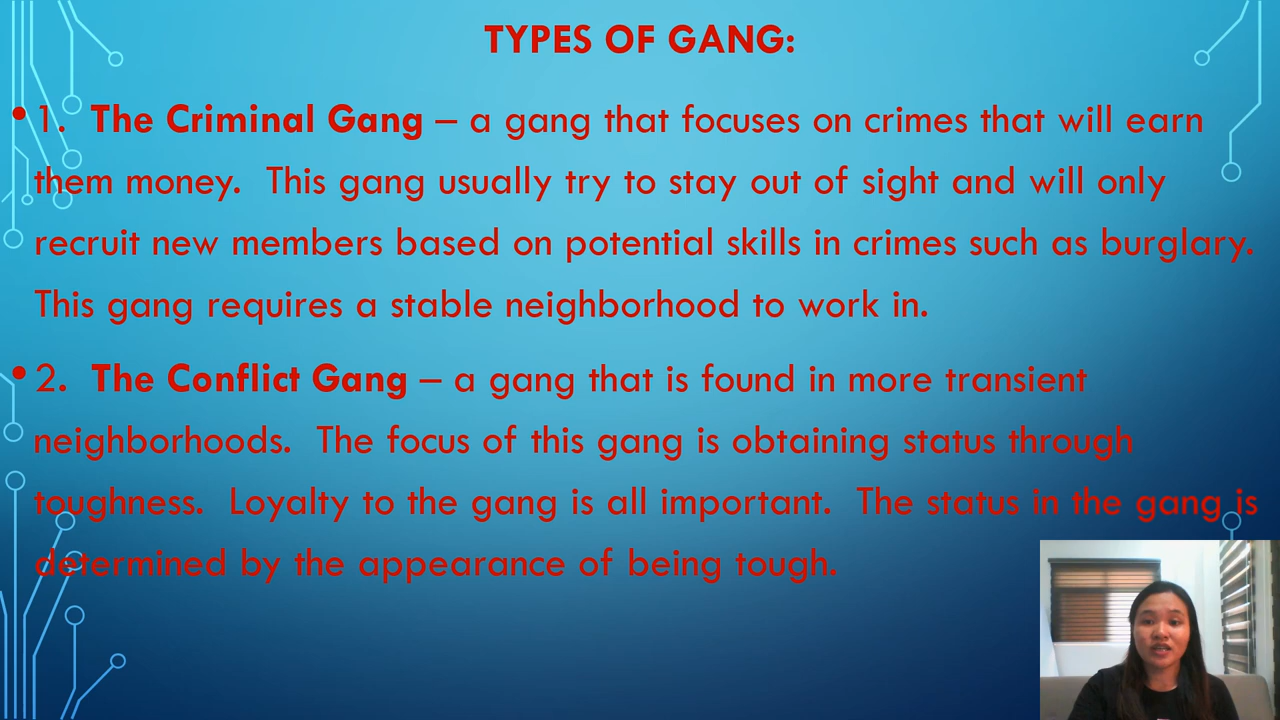 TYPES OF GANG:
• 1. The Criminal Gang – a gang that focuses on crimes that will earn
them money. This gang usually try to stay out of sight and will only
recruit new members based on potential skills in crimes such as burglary.
This gang requires a stable neighborhood to work in.
• 2. The Conflict Gang – a gang that is found in more transient
neighborhoods. The focus of this gang is obtaining status through
toughness. Loyalty to the gang is all important. The status in the gang is
determined by the appearance of being tough.